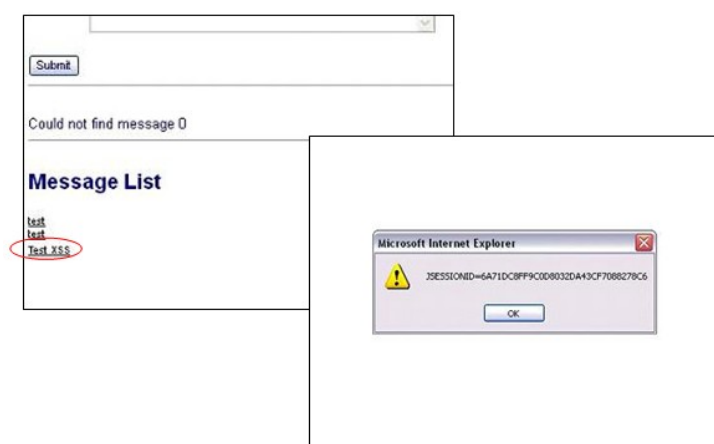 Submit
Could not find message 0
Message List
test
test
Test XSS
Microsoft Internet Explorer
JSESSIONID=6A71DC8FF9C0D8032DA43CF7088278C6
OK